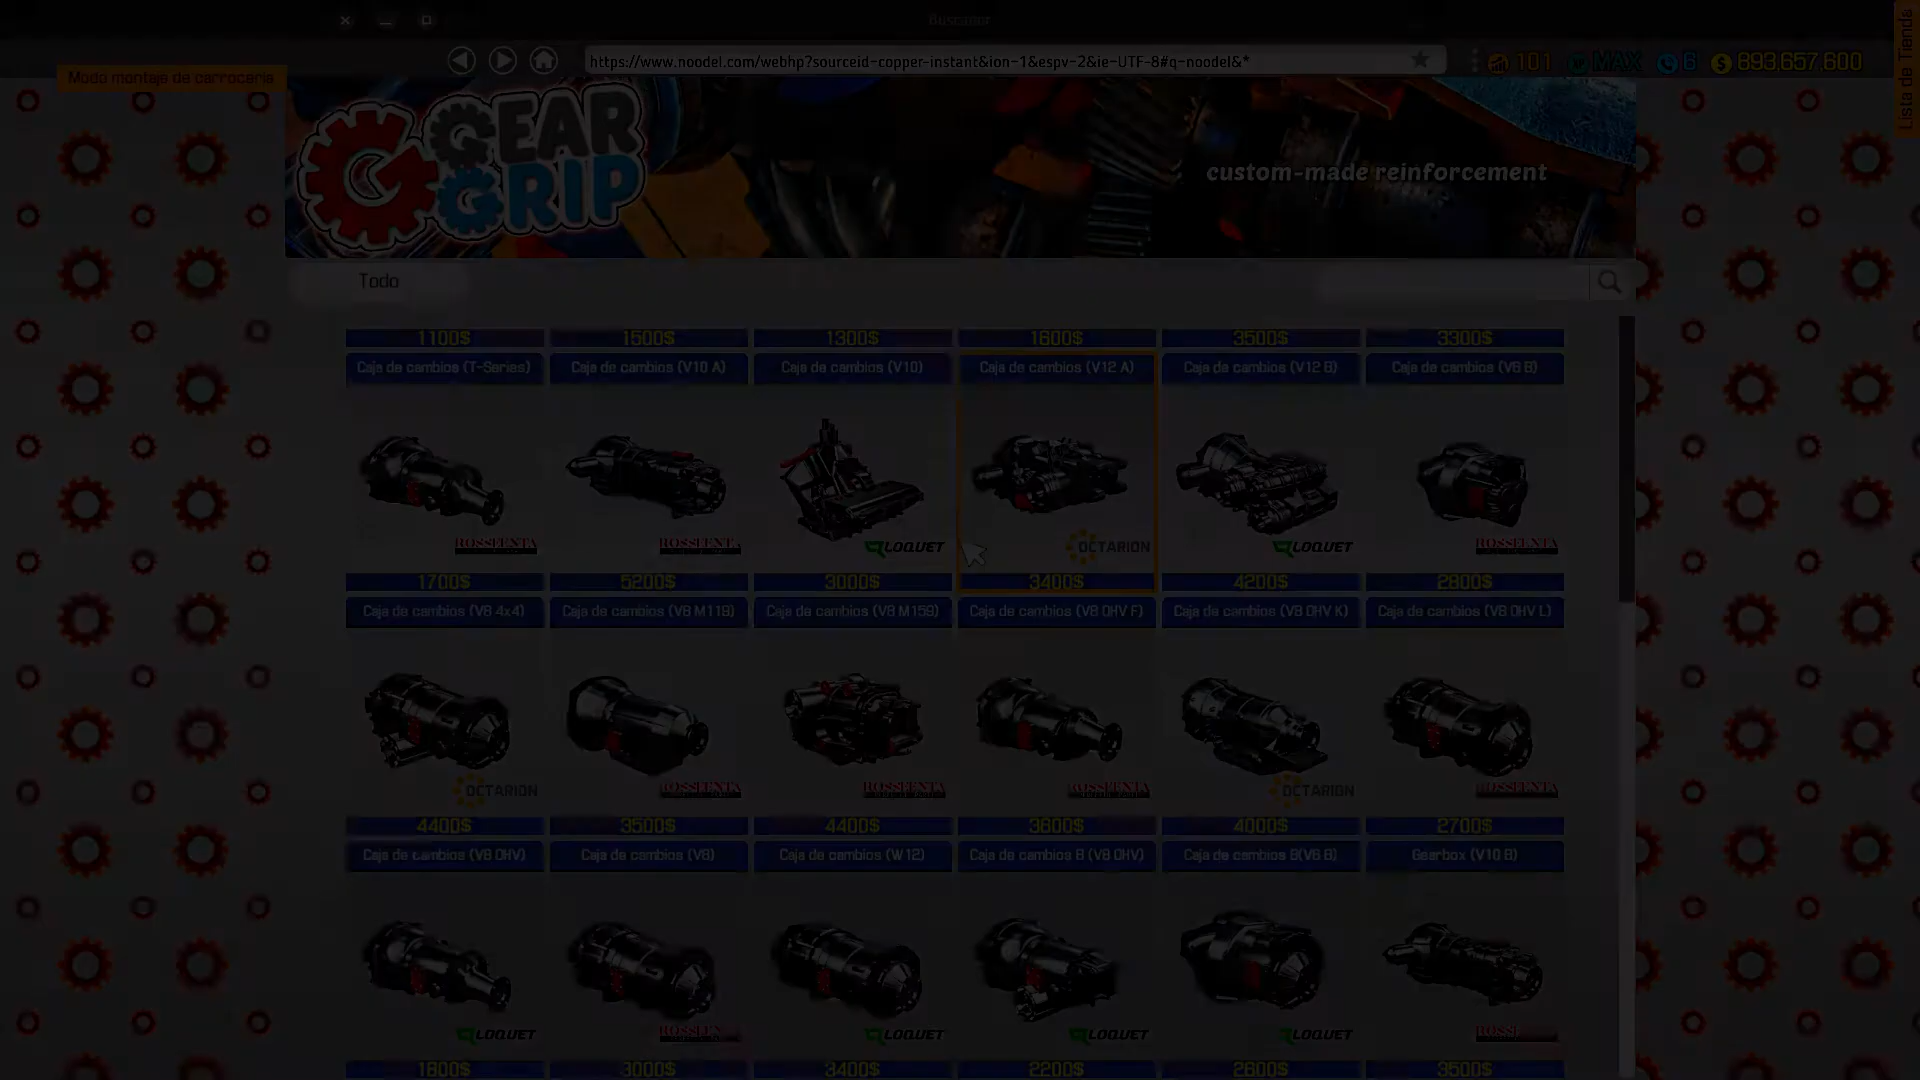 Buscador
Lista de Tienda
https://www.noodel.com/webhp?sourceid-copper-instant&ion-1&espv-2&ie-UTF-8#q-noodel&*
101
MAX
6
$ 893,657,600
Modo montaje de carrocería
G GEAR GRIP
custom-made reinforcement
Todo
1100$ 1500$ 1300$ 1600$ 3500$ 3300$
Caja de cambios (T-Series) Caja de cambios (V10 A) Caja de cambios (V10) Caja de cambios (V12 A) Caja de cambios (V12 B) Caja de cambios (V6 B)
ROSSFENTA ROSSFENTA LOQUET OCTARION LOQUET ROSSFENTA
1700$ 5200$ 3000$ 3400$ 4200$ 2800$
Caja de cambios (V8 4x4) Caja de cambios (V8 M118) Caja de cambios (V8 M159) Caja de cambios (V8 OHV F) Caja de cambios (V8 OHV K) Caja de cambios (V8 OHV L)
OCTARION ROSSFENTA ROSSFENTA ROSSFENTA OCTARION ROSSFENTA
4400$ 3500$ 4400$ 3600$ 4000$ 2700$
Caja de cambios (V8 OHV) Caja de cambios (V8) Caja de cambios (W12) Caja de cambios B (V8 OHV) Caja de cambios B(V6 B) Gearbox (V10 B)
LOQUET ROSSFENTA LOQUET LOQUET LOQUET
1800$ 3000$ 3400$ 2200$ 2600$ 3500$